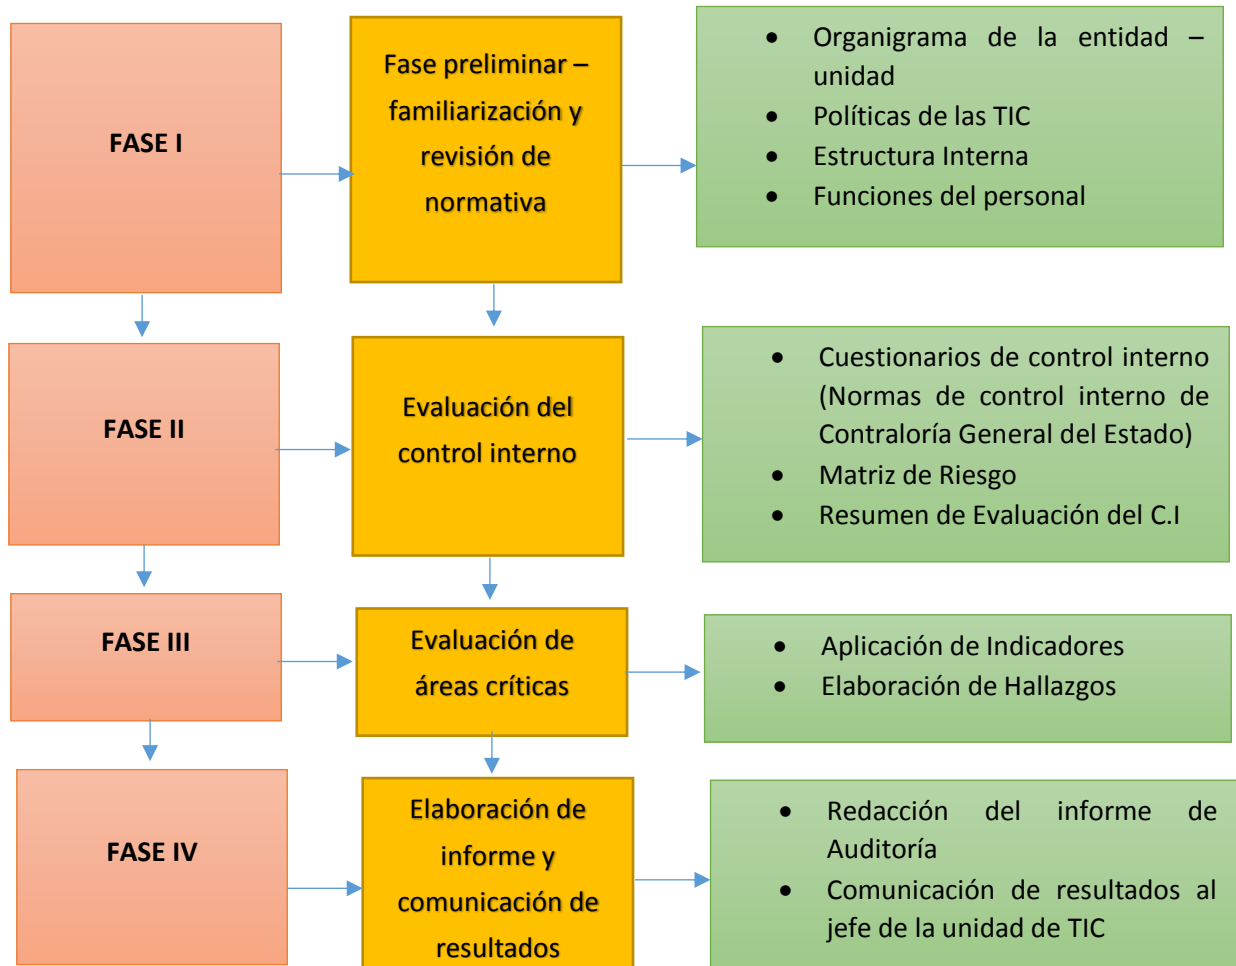 FASE I
Fase preliminar –
familiarización y
revisión de
normativa
• Organigrama de la entidad –
unidad
• Políticas de las TIC
• Estructura Interna
• Funciones del personal
FASE II
Evaluación del
control interno
• Cuestionarios de control interno
(Normas de control interno de
Contraloría General del Estado)
• Matriz de Riesgo
• Resumen de Evaluación del C.I
FASE III
Evaluación de
áreas críticas
• Aplicación de Indicadores
• Elaboración de Hallazgos
FASE IV
Elaboración de
informe y
comunicación de
resultados
• Redacción del informe de
Auditoría
• Comunicación de resultados al
jefe de la unidad de TIC